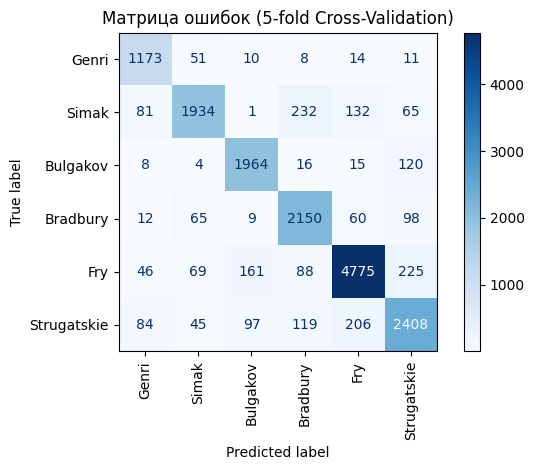 Матрица ошибок (5-fold Cross-Validation)
True label
Genri 1173 51 10 8 14 11
Simak 81 1934 1 232 132 65
Bulgakov 8 4 1964 16 15 120
Bradbury 12 65 9 2150 60 98
Fry 46 69 161 88 4775 225
Strugatskie 84 45 97 119 206 2408
Genri Simak Bulgakov Bradbury Fry Strugatskie
Predicted label
4000
3000
2000
1000